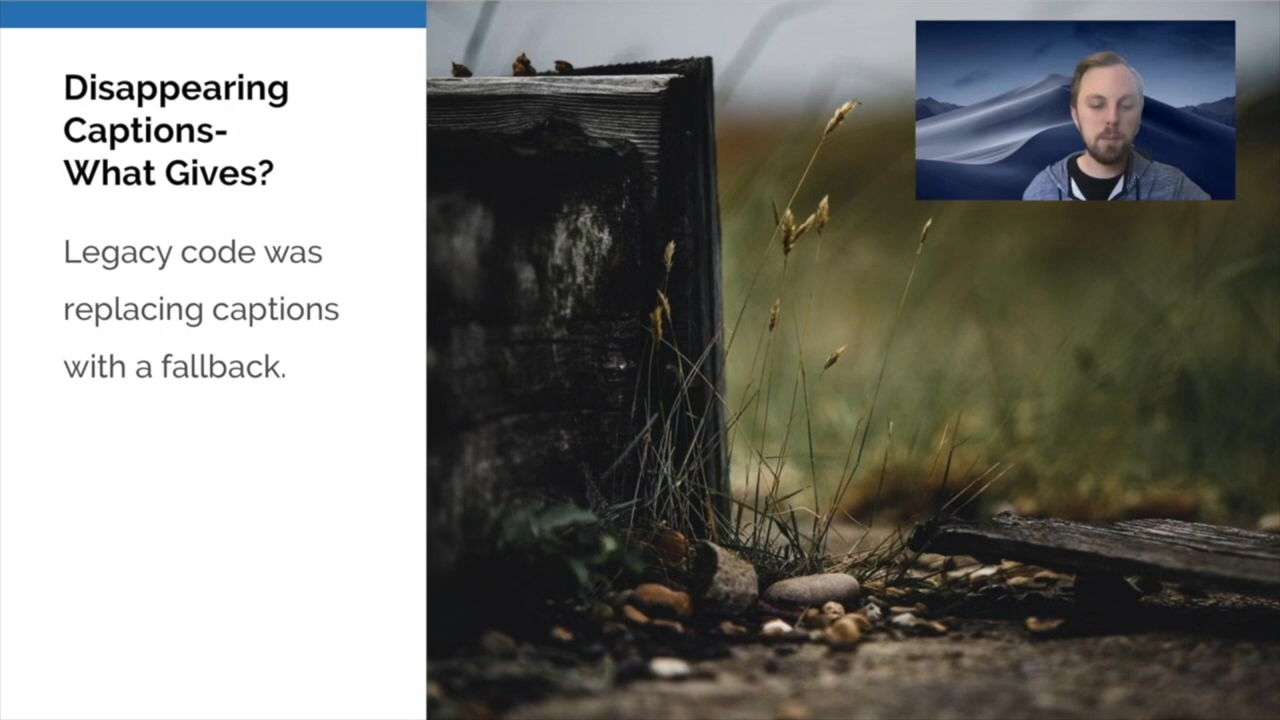 Disappearing
Captions-
What Gives?
Legacy code was
replacing captions
with a fallback.